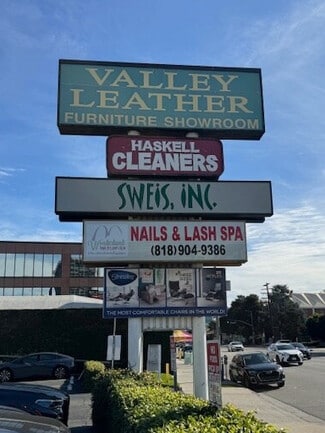 VALLEY
LEATHER
FURNITURE SHOWROOM
HASKELL
CLEANERS
SWEIS, INC.
NAILS & LASH SPA
(818) 904-9386
THE MOST COMFORTABLE CHAIRS IN THE WORLD!